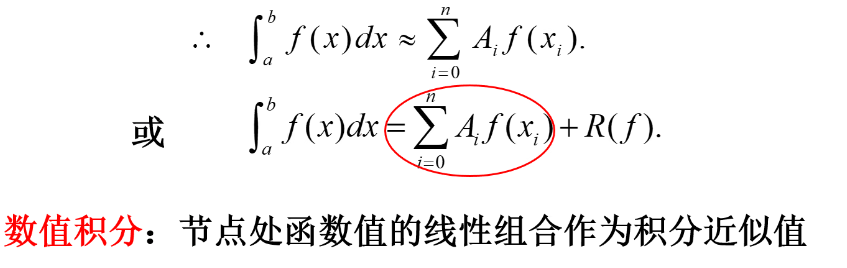 ∴ ∫_a^b f(x)dx ≈ ∑_{i=0}^n A_i f(x_i).
或 ∫_a^b f(x)dx = ∑_{i=0}^n A_i f(x_i) + R(f).
数值积分：节点处函数值的线性组合作为积分近似值